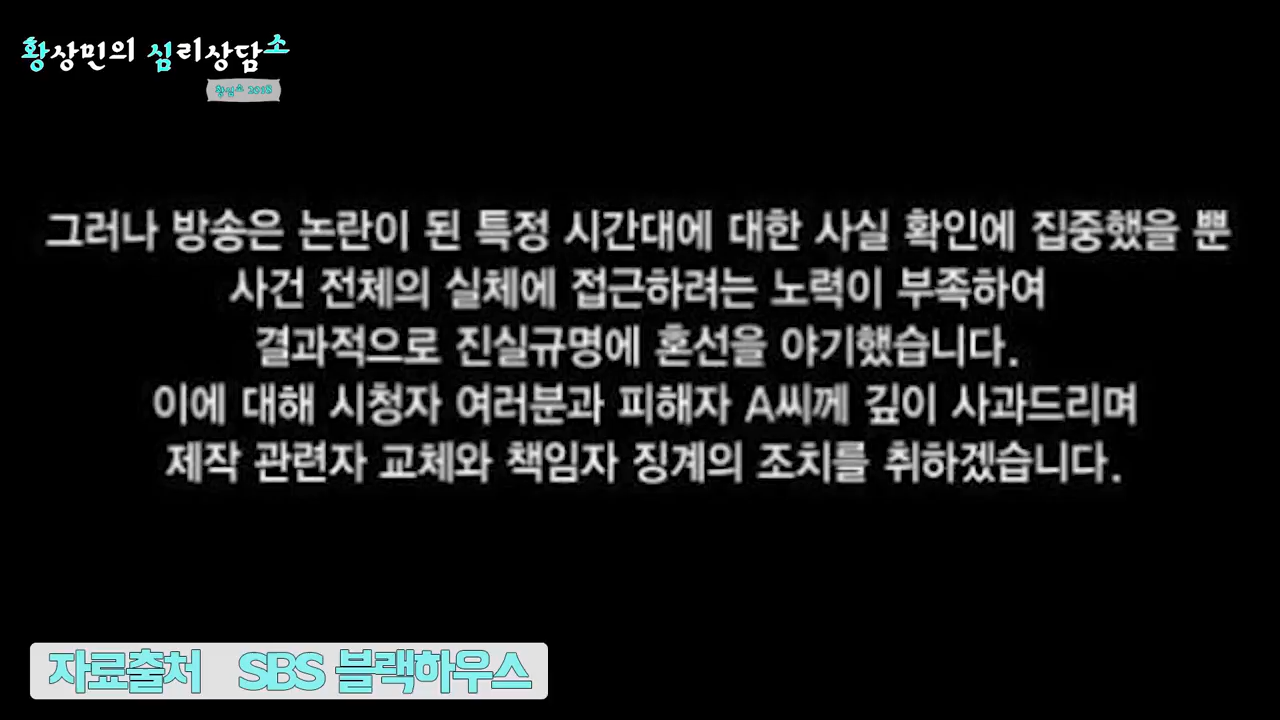 황상민의 심리상담소
황심소 2018
그러나 방송은 논란이 된 특정 시간대에 대한 사실 확인에 집중했을 뿐
사건 전체의 실체에 접근하려는 노력이 부족하여
결과적으로 진실규명에 혼선을 야기했습니다.
이에 대해 시청자 여러분과 피해자 A씨께 깊이 사과드리며
제작 관련자 교체와 책임자 징계의 조치를 취하겠습니다.
자료출처 SBS 블랙하우스